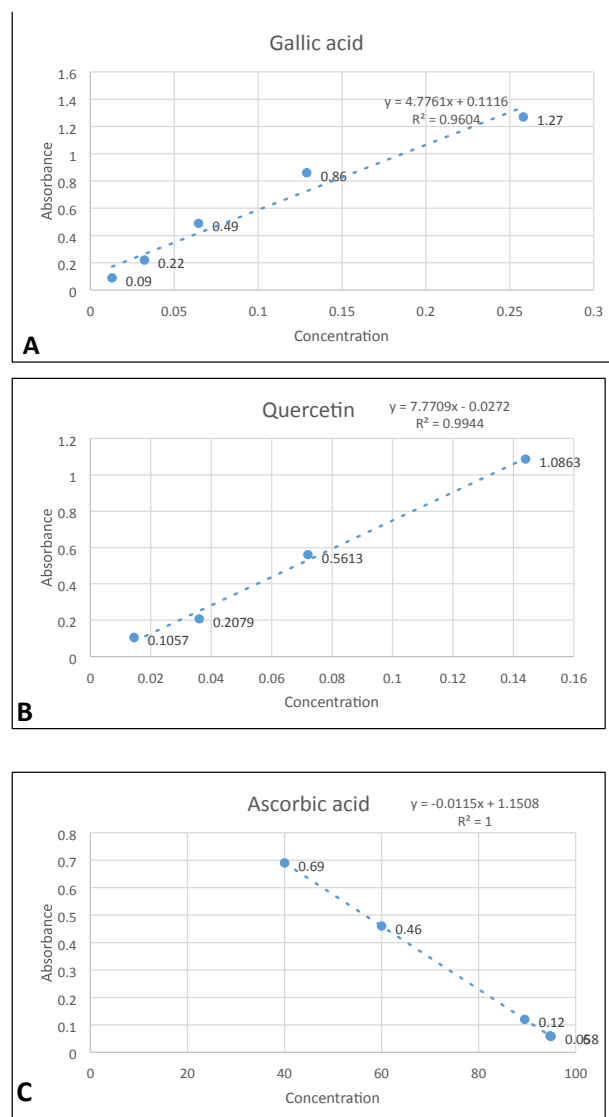 Gallic acid
y = 4.7761x + 0.1116
R² = 0.9604
1.6
1.4
1.2
1
0.8
0.6
0.4
0.2
0
Absorbance
0.09
0.22
0.49
0.86
1.27
0 0.05 0.1 0.15 0.2 0.25 0.3
Concentration
A
Quercetin
y = 7.7709x - 0.0272
R² = 0.9944
1.2
1
0.8
0.6
0.4
0.2
0
Absorbance
0.1057
0.2079
0.5613
1.0863
0 0.02 0.04 0.06 0.08 0.1 0.12 0.14 0.16
Concentration
B
Ascorbic acid
y = -0.0115x + 1.1508
R² = 1
0.8
0.7
0.6
0.5
0.4
0.3
0.2
0.1
0
Absorbance
0.69
0.46
0.12
0 20 40 60 80 100
Concentration
C